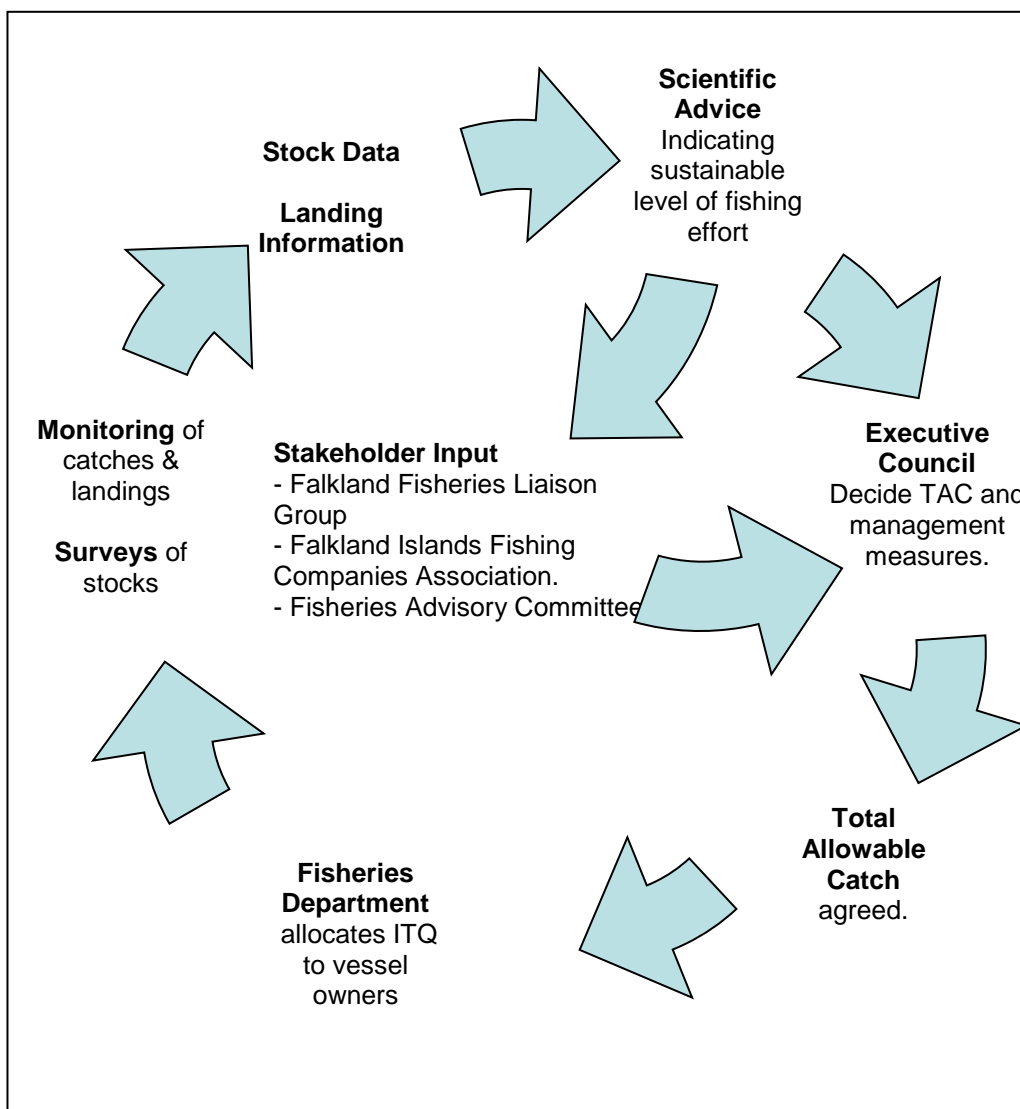 Stock Data
Landing
Information
Scientific
Advice
Indicating
sustainable
level of fishing
effort
Monitoring of
catches &
landings
Surveys of
stocks
Stakeholder Input
- Falkland Fisheries Liaison
Group
- Falkland Islands Fishing
Companies Association.
- Fisheries Advisory Committee
Executive
Council
Decide TAC and
management
measures.
Total
Allowable
Catch
agreed.
Fisheries
Department
allocates ITQ
to vessel
owners